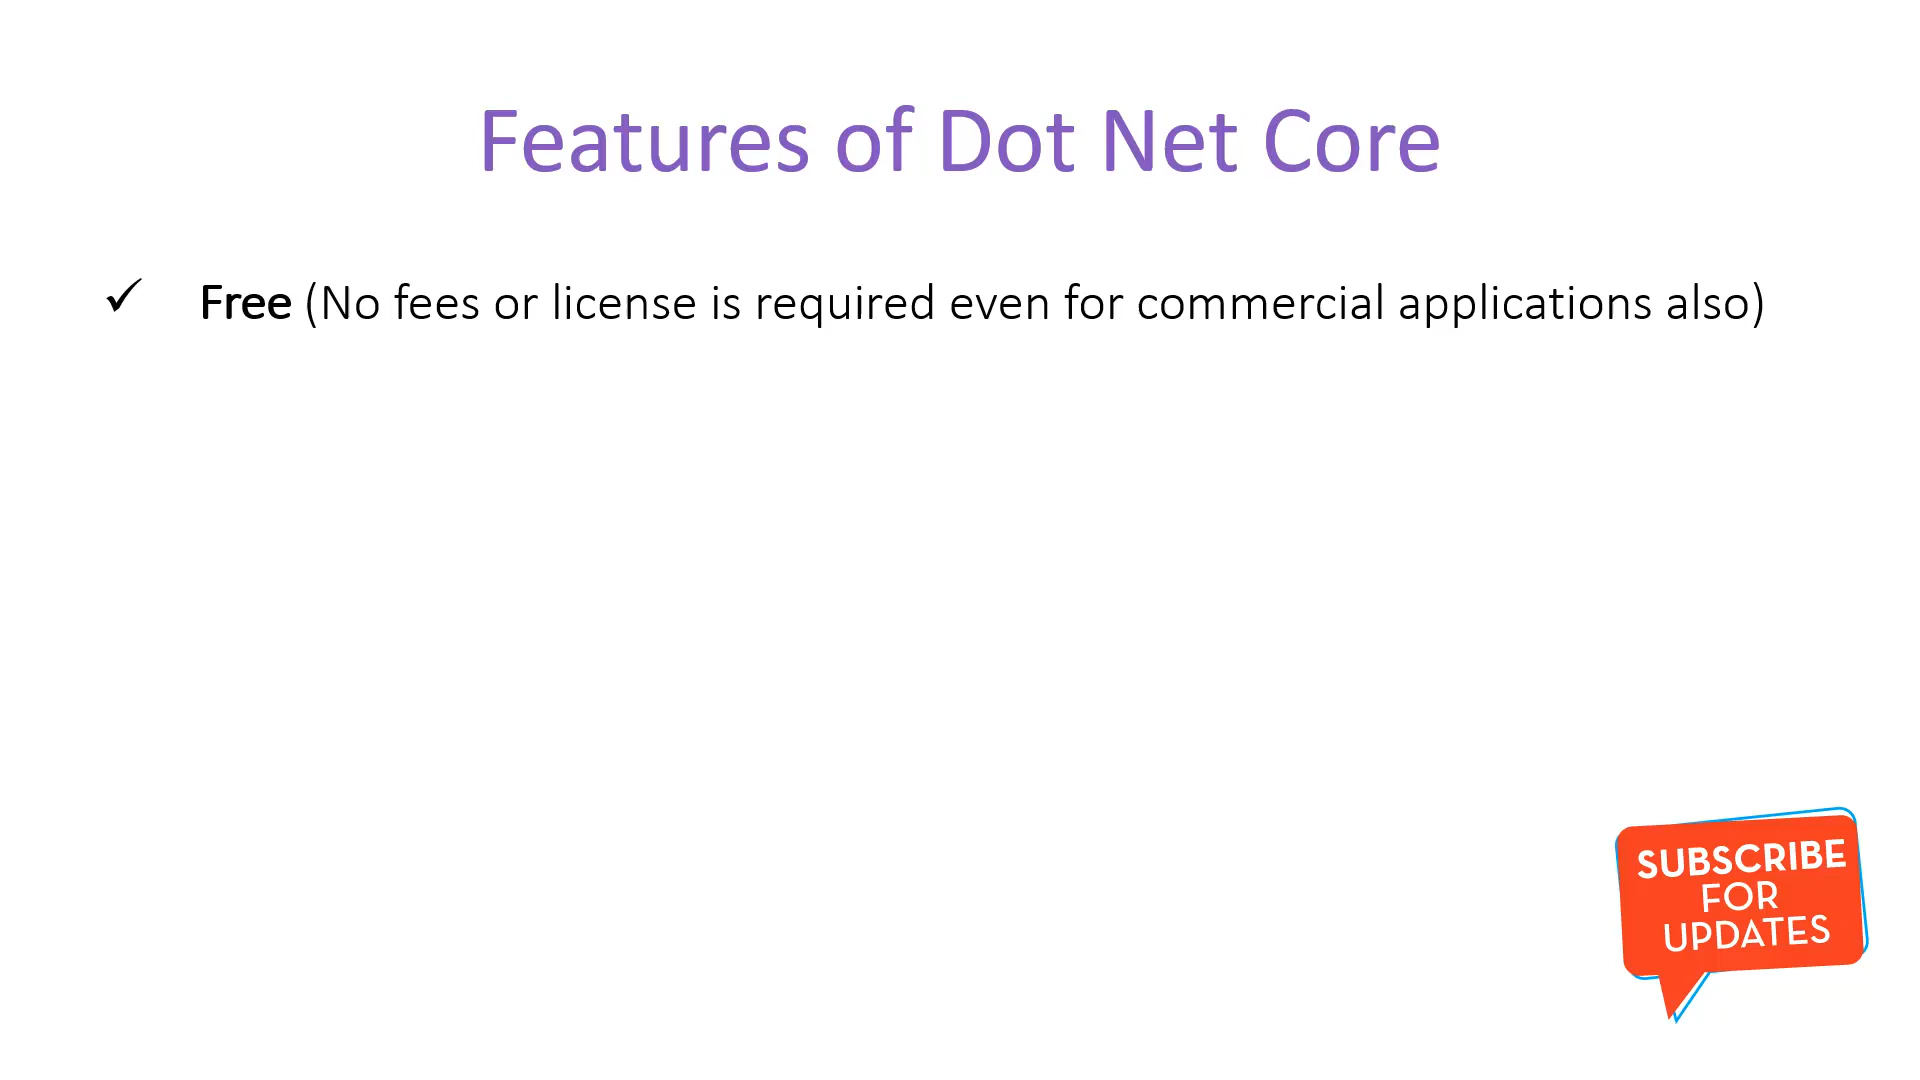 Features of Dot Net Core
✓ Free (No fees or license is required even for commercial applications also)
SUBSCRIBE
FOR
UPDATES